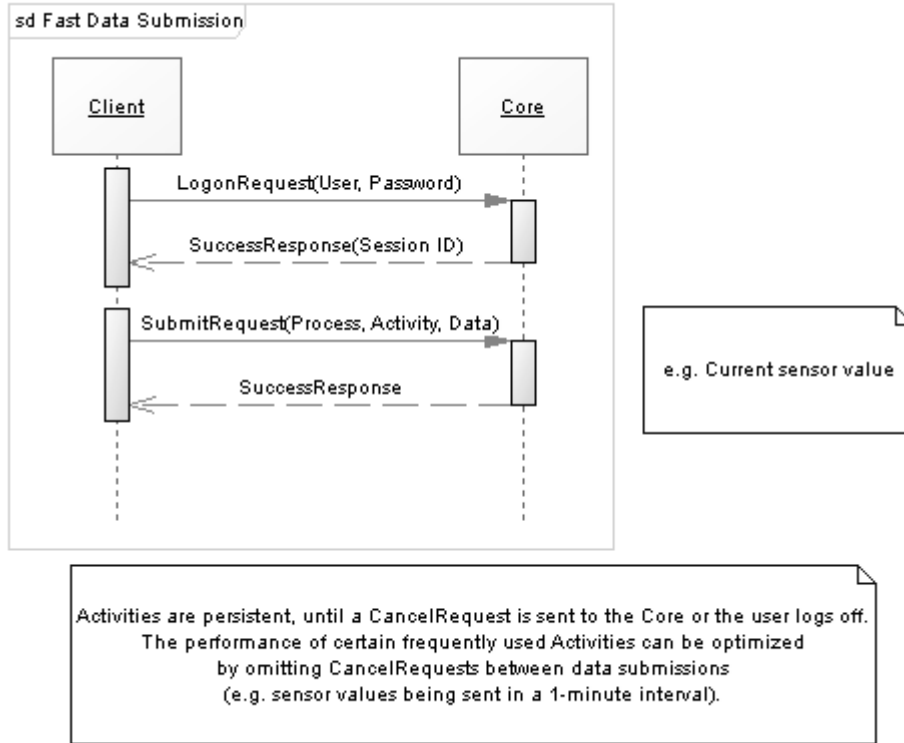 sd Fast Data Submission
Client
Core
LogonRequest(User, Password)
SuccessResponse(Session ID)
SubmitRequest(Process, Activity, Data)
e.g. Current sensor value
SuccessResponse
Activities are persistent, until a CancelRequest is sent to the Core or the user logs off.
The performance of certain frequently used Activities can be optimized
by omitting CancelRequests between data submissions
(e.g. sensor values being sent in a 1-minute interval).